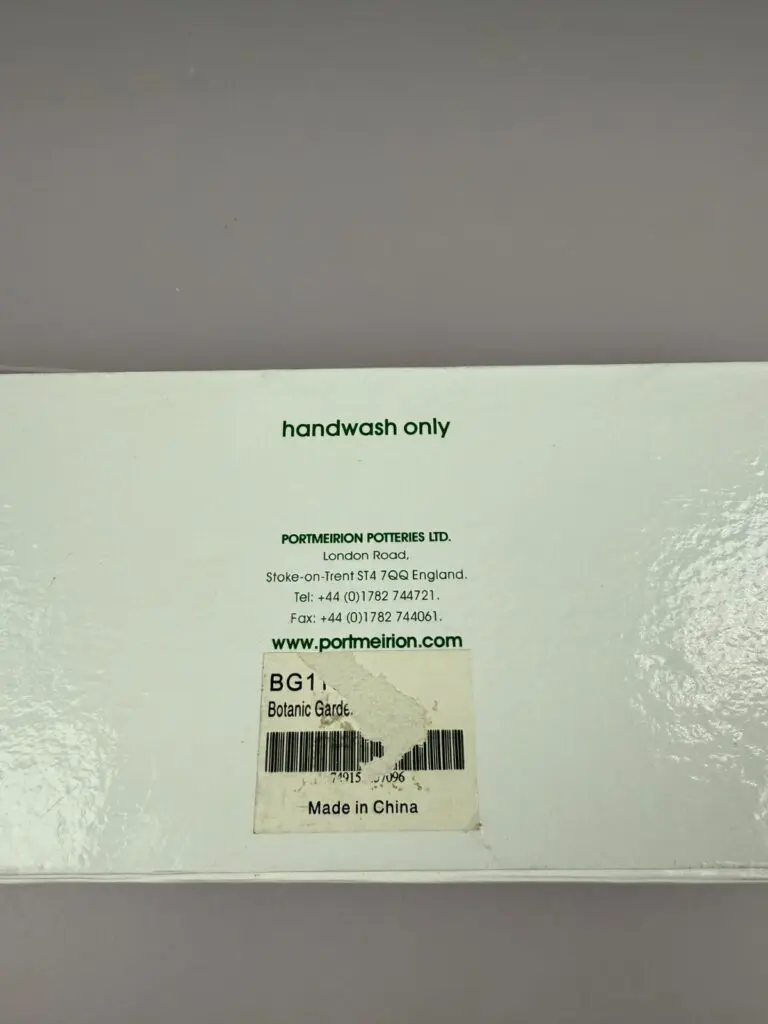 handwash only
PORTMEIRION POTTERIES LTD.
London Road,
Stoke-on-Trent ST4 7QQ England.
Tel: +44 (0)1782 744721.
Fax: +44 (0)1782 744061.
www.portmeirion.com
Botanic
Made in China